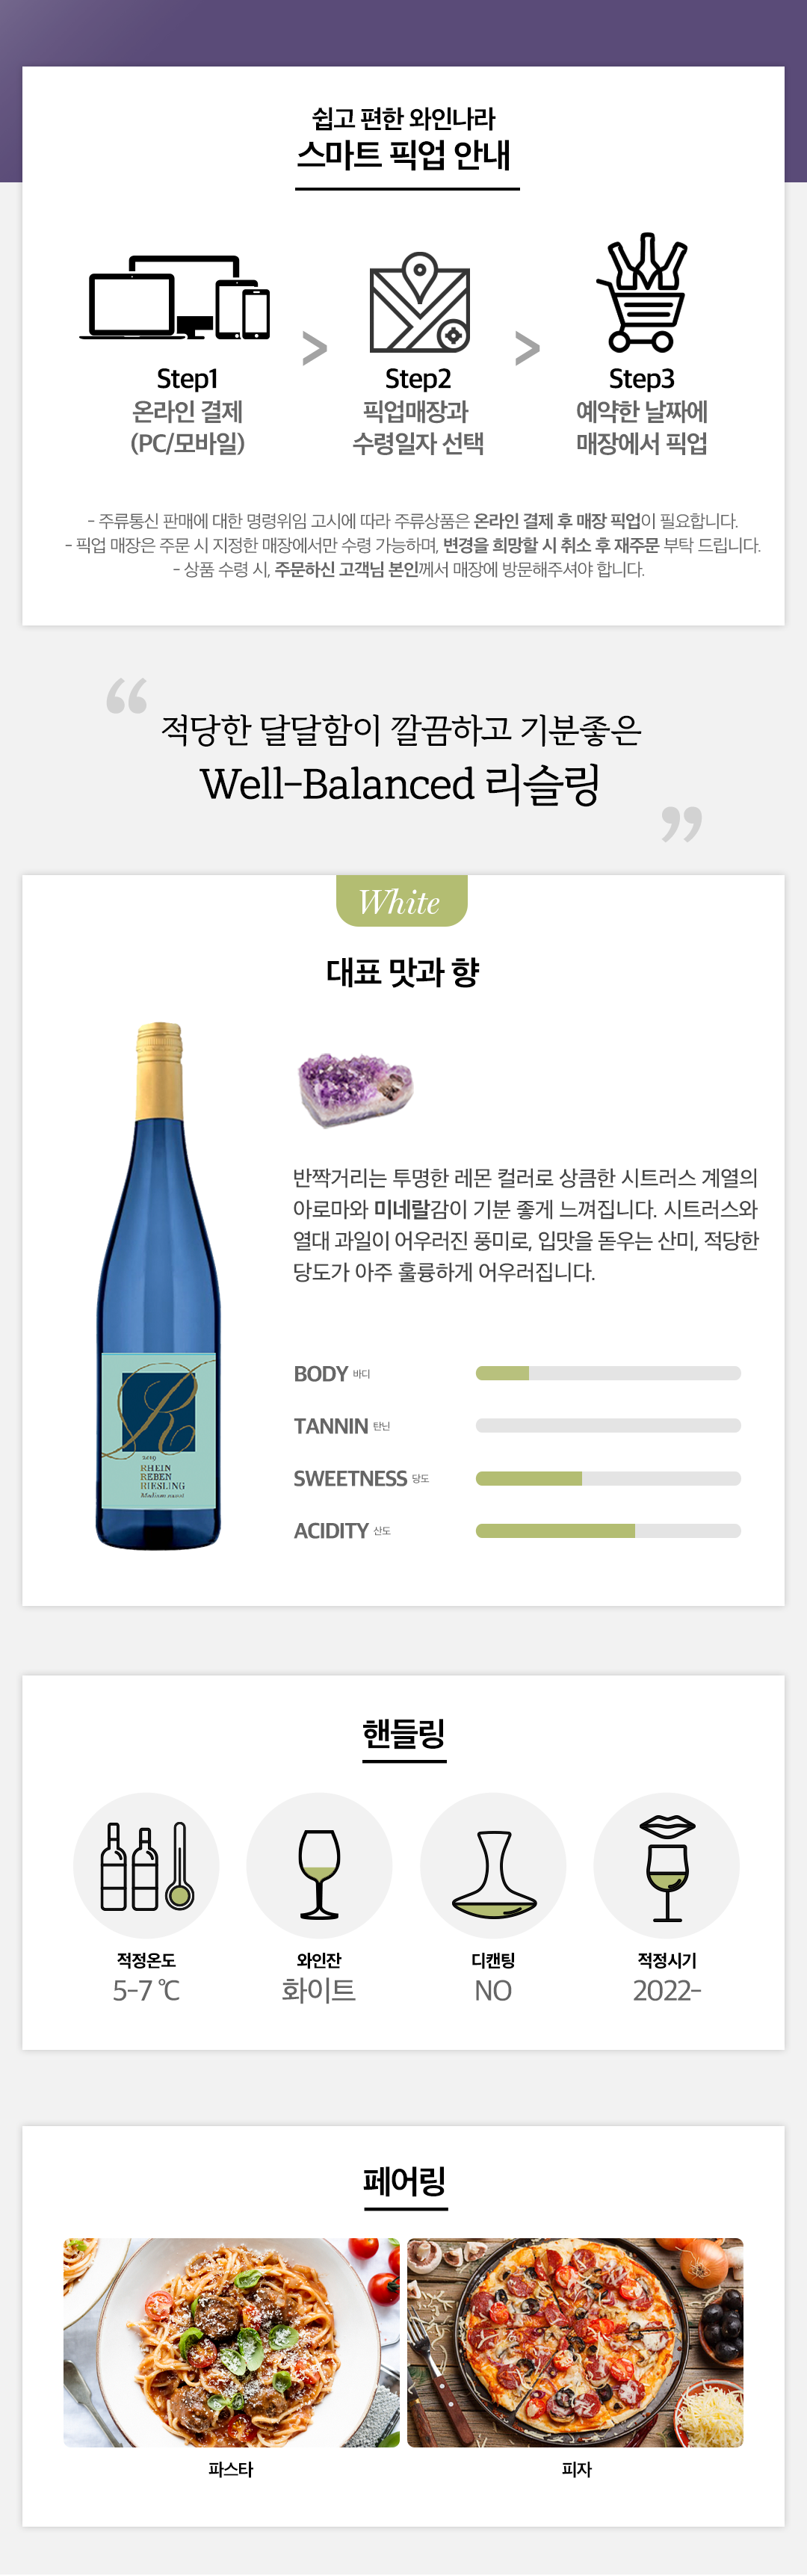 쉽고 편한 와인나라
스마트 픽업 안내
Step1
온라인 결제
(PC/모바일)
>
Step2
픽업매장과
수령일자 선택
>
Step3
예약한 날짜에
매장에서 픽업
- 주류통신 판매에 대한 명령위임 고시에 따라 주류상품은 온라인 결제 후 매장 픽업이 필요합니다.
- 픽업 매장은 주문 시 지정한 매장에서만 수령 가능하며, 변경을 희망할 시 취소 후 재주문 부탁 드립니다.
- 상품 수령 시, 주문하신 고객님 본인께서 매장에 방문해주셔야 합니다.
“ 적당한 달달함이 깔끔하고 기분좋은
Well-Balanced 리슬링 ”
White
대표 맛과 향
반짝거리는 투명한 레몬 컬러로 상큼한 시트러스 계열의
아로마와 미네랄감이 기분 좋게 느껴집니다. 시트러스와
열대 과일이 어우러진 풍미로, 입맛을 돋우는 산미, 적당한
당도가 아주 훌륭하게 어우러집니다.
R
2019
RHEIN
REBEN
RIESLING
Medium sweet
BODY 바디
TANNIN 탄닌
SWEETNESS 당도
ACIDITY 산도
핸들링
적정온도
5-7 ℃
와인잔
화이트
디캔팅
NO
적정시기
2022-
페어링
파스타
피자